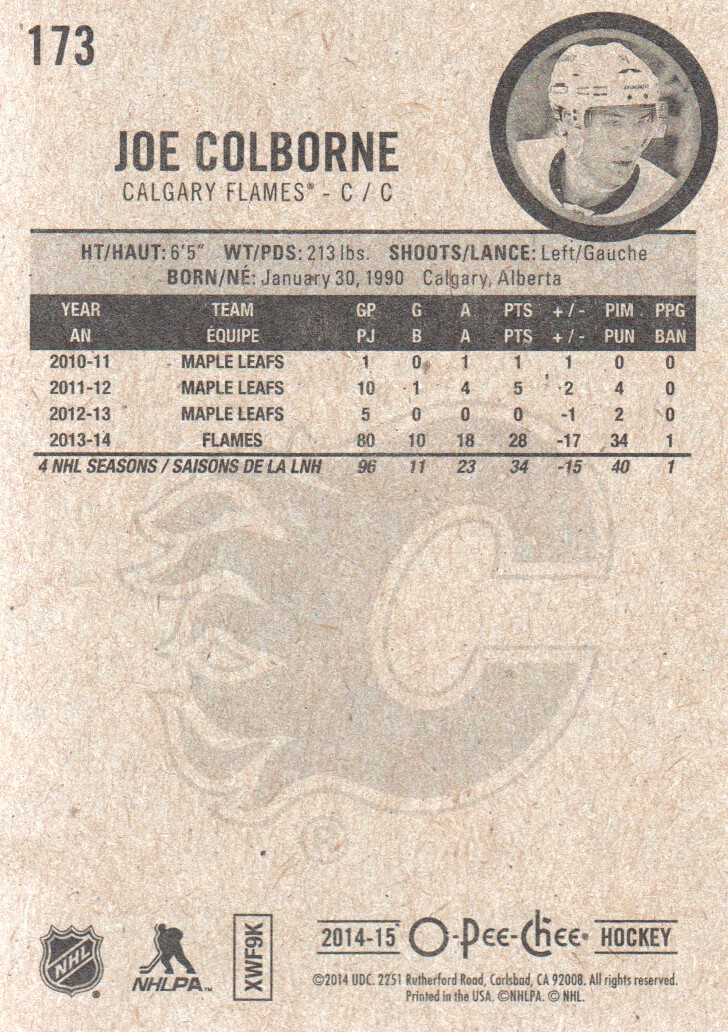 173
JOE COLBORNE
CALGARY FLAMES® - C / C
HT/HAUT: 6'5" WT/PDS: 213 lbs. SHOOTS/LANCE: Left/Gauche
BORN/NÉ: January 30, 1990 Calgary, Alberta
YEAR TEAM GP G A PTS +/- PIM PPG
AN ÉQUIPE PJ B A PTS +/- PUN BAN
2010-11 MAPLE LEAFS 1 0 1 1 1 0 0
2011-12 MAPLE LEAFS 10 1 4 5 2 4 0
2012-13 MAPLE LEAFS 5 0 0 0 -1 2 0
2013-14 FLAMES 80 10 18 28 -17 34 1
4 NHL SEASONS / SAISONS DE LA LNH 96 11 23 34 -15 40 1
C
©
NHL ®
NHLPA™
XWF9K
2014-15 O-Pee-Chee® HOCKEY
©2014 UDC. 2251 Rutherford Road, Carlsbad, CA 92008. All rights reserved.
Printed in the USA. ©NHLPA. © NHL.